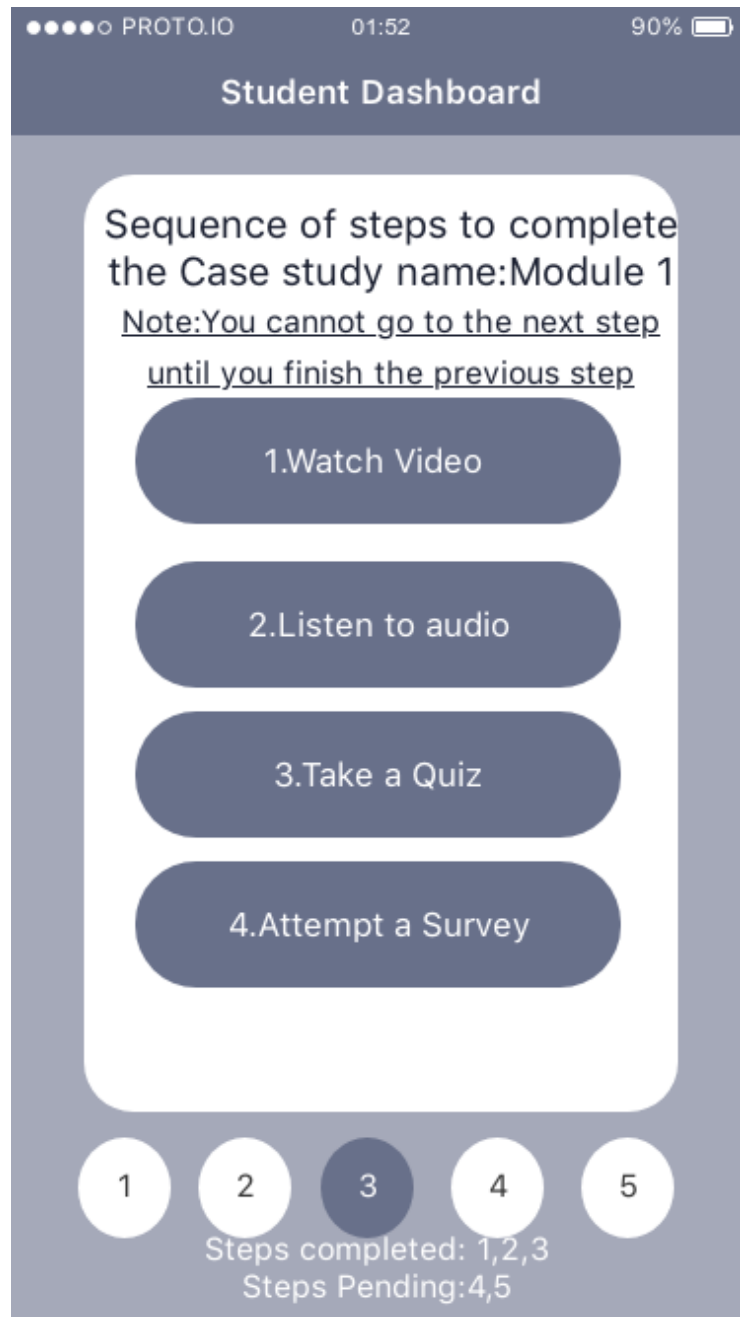 PROTO.IO 01:52 90%
Student Dashboard
Sequence of steps to complete
the Case study name:Module 1
Note:You cannot go to the next step
until you finish the previous step
1.Watch Video
2.Listen to audio
3.Take a Quiz
4.Attempt a Survey
1 2 3 4 5
Steps completed: 1,2,3
Steps Pending:4,5